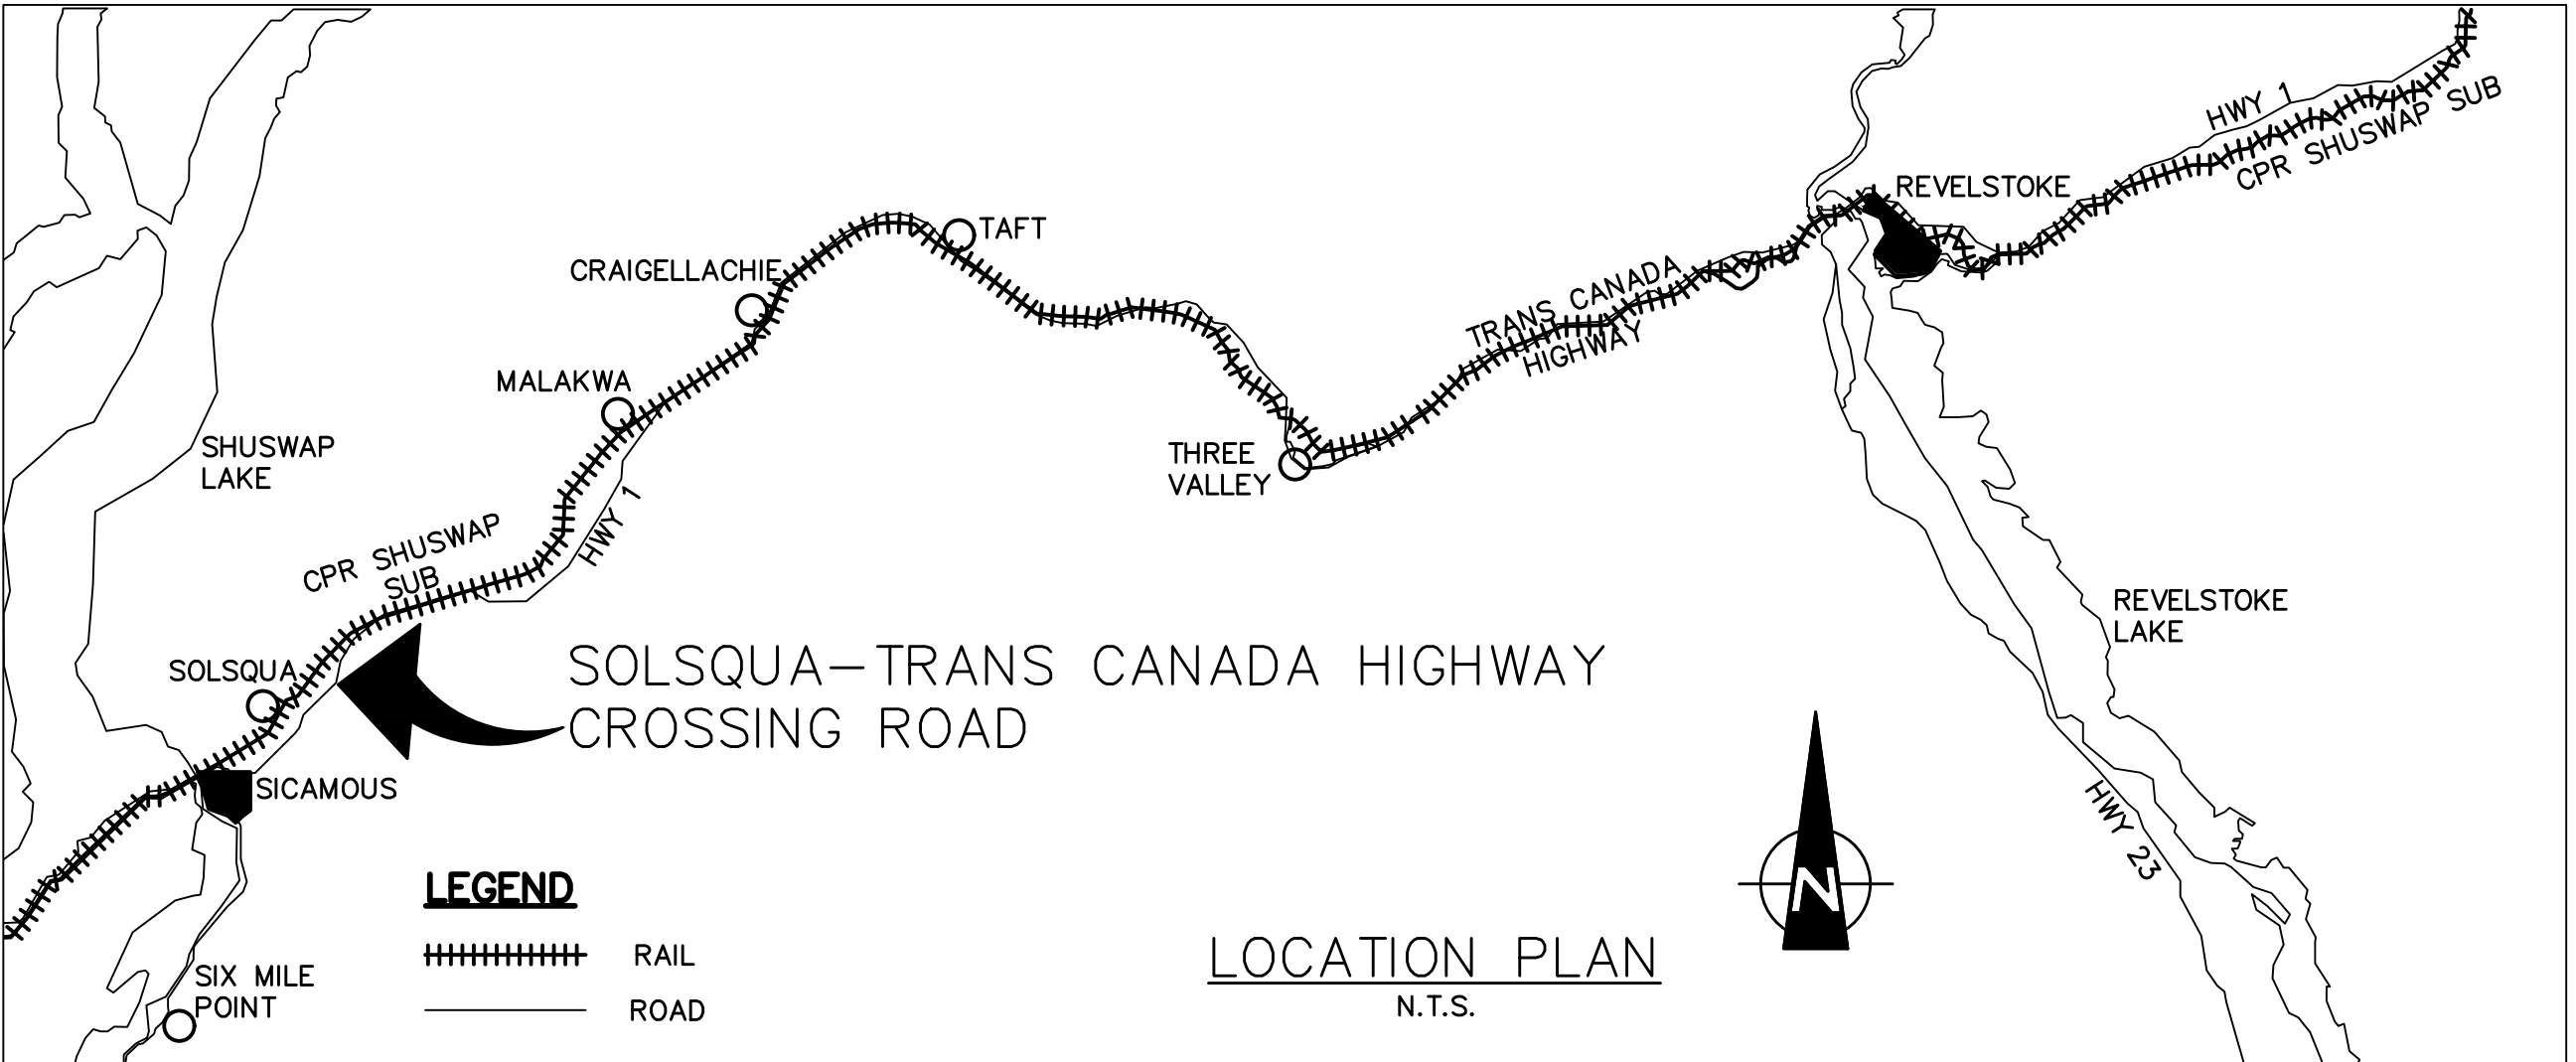 HWY 1
CPR SHUSWAP SUB
REVELSTOKE
TAFT
CRAIGELLACHIE
TRANS CANADA
HIGHWAY
MALAKWA
SHUSWAP
LAKE
THREE
VALLEY
HWY 1
CPR SHUSWAP
SUB
REVELSTOKE
LAKE
SOLSQUA
SOLSQUA-TRANS CANADA HIGHWAY
CROSSING ROAD
SICAMOUS
HWY 23
LEGEND
RAIL
ROAD
SIX MILE
POINT
LOCATION PLAN
N.T.S.
N